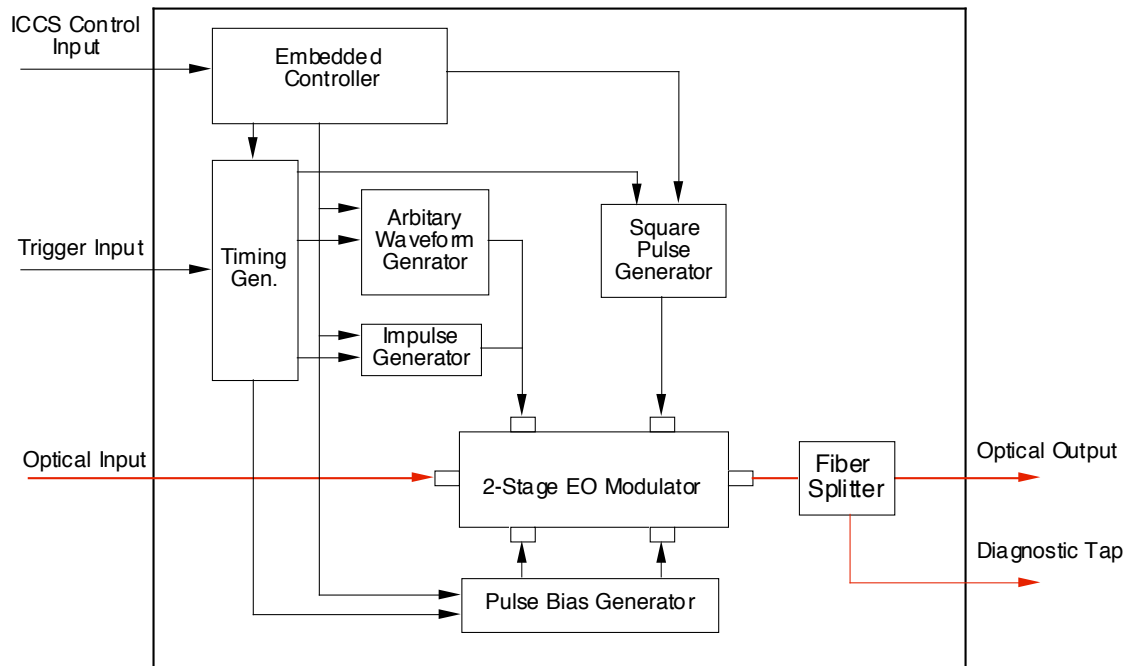 ICCS Control
Input
Embedded
Controller
Trigger Input
Timing
Gen.
Arbitary
Waveform
Genrator
Square
Pulse
Generator
Impulse
Generator
Optical Input
2-Stage EO Modulator
Fiber
Splitter
Optical Output
Diagnostic Tap
Pulse Bias Generator